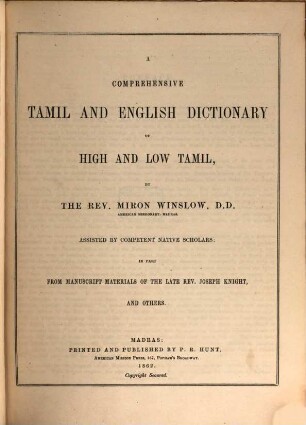 A
COMPREHENSIVE
TAMIL AND ENGLISH DICTIONARY
OF
HIGH AND LOW TAMIL,
BY
THE REV. MIRON WINSLOW, D.D.
AMERICAN MISSIONARY, MADRAS
ASSISTED BY COMPETENT NATIVE SCHOLARS:
IN PART
FROM MANUSCRIPT MATERIALS OF THE LATE REV. JOSEPH KNIGHT,
AND OTHERS.
MADRAS:
PRINTED AND PUBLISHED BY P. R. HUNT,
AMERICAN MISSION PRESS, POPHAM'S BROADWAY.
1862.
Copyright Secured.